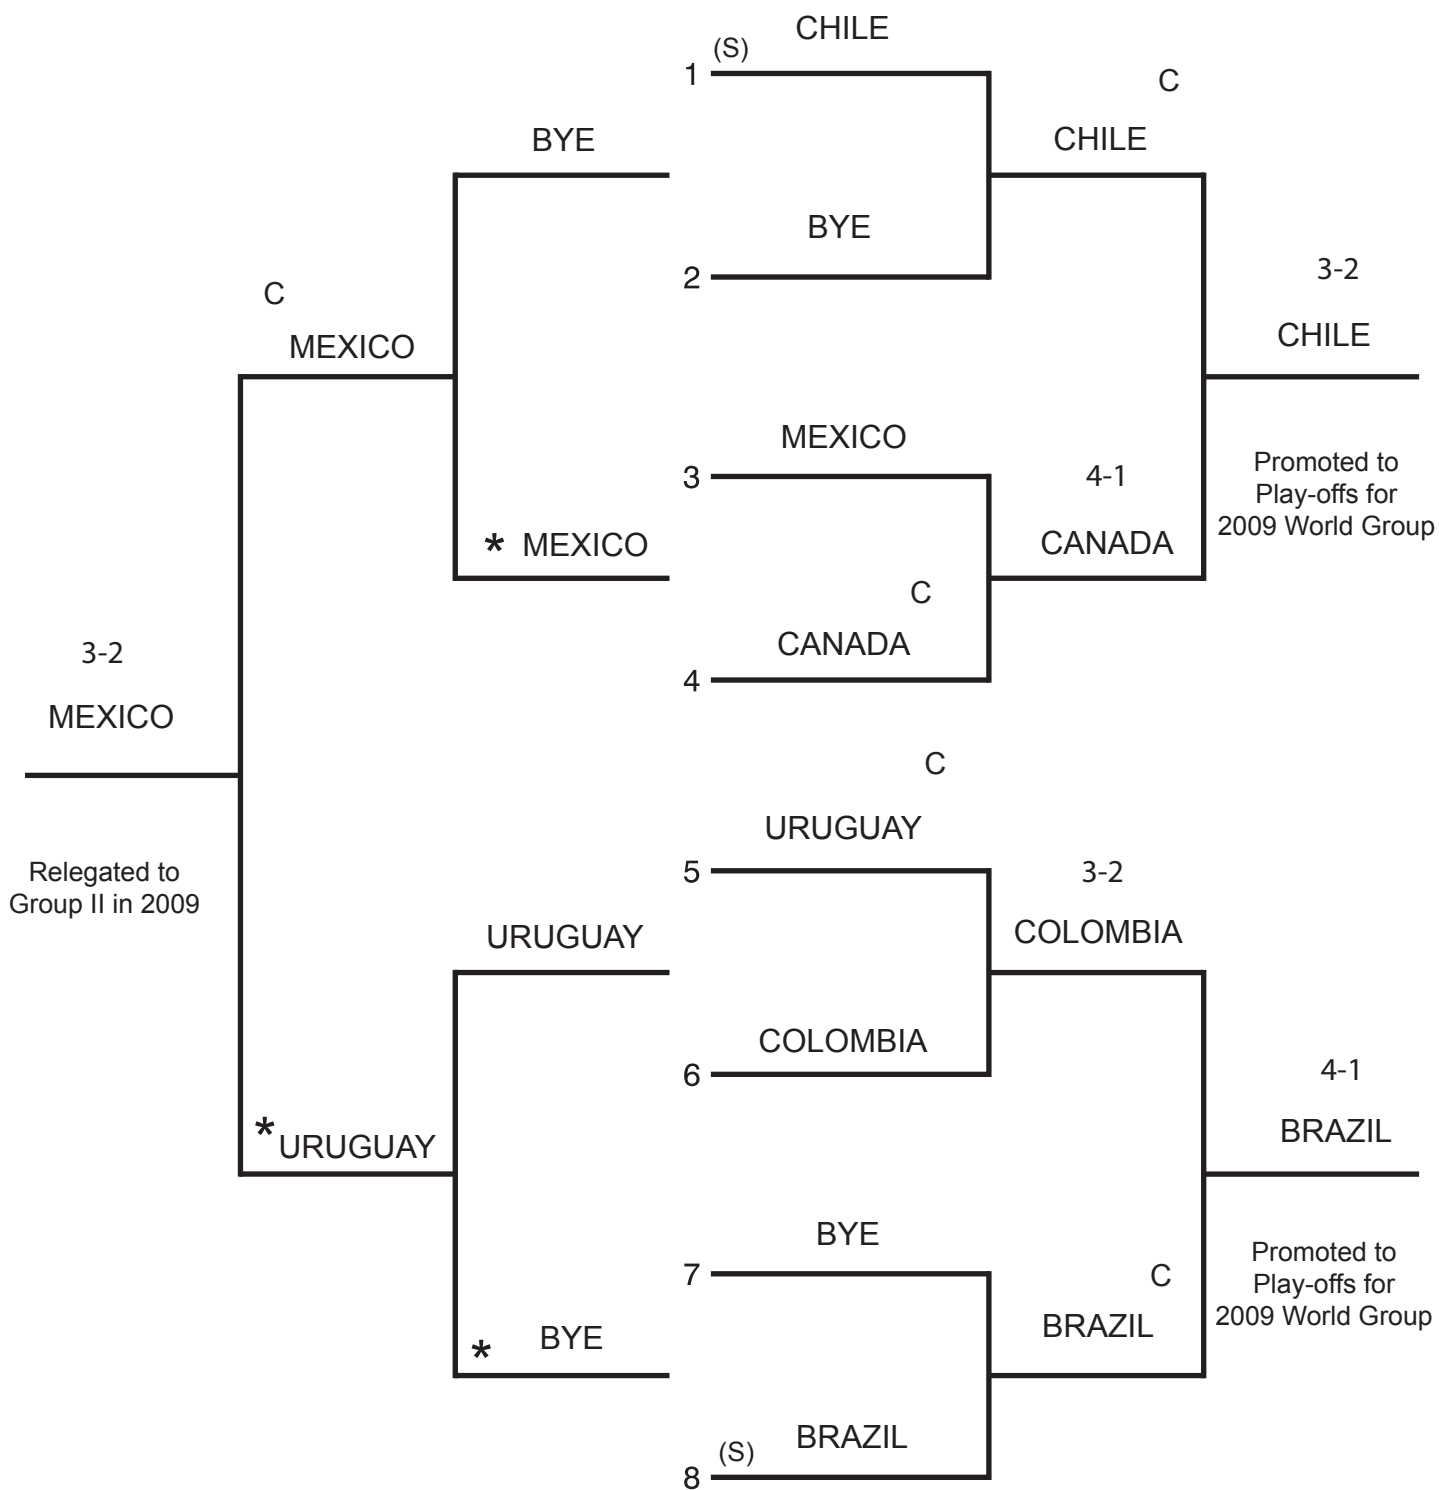 CHILE
1 (S)
C
BYE
CHILE
BYE
2
3-2
C
CHILE
MEXICO
MEXICO
3
4-1
Promoted to
Play-offs for
2009 World Group
* MEXICO
CANADA
C
CANADA
4
3-2
MEXICO
C
URUGUAY
5
3-2
Relegated to
Group II in 2009
URUGUAY
COLOMBIA
COLOMBIA
6
4-1
*URUGUAY
BRAZIL
BYE
7
C
Promoted to
Play-offs for
2009 World Group
* BYE
BRAZIL
BRAZIL
8 (S)